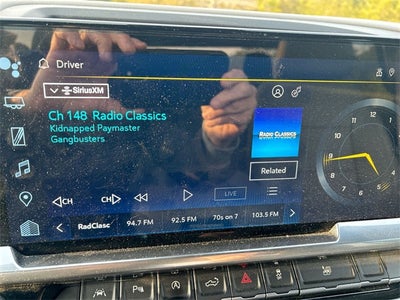 Driver
SiriusXM
Ch 148 Radio Classics
Kidnapped Paymaster
Gangbusters
RADIO CLASSICS
Related
CH CH LIVE
RadClasc 94.7 FM 92.5 FM 70s on 7 103.5 FM